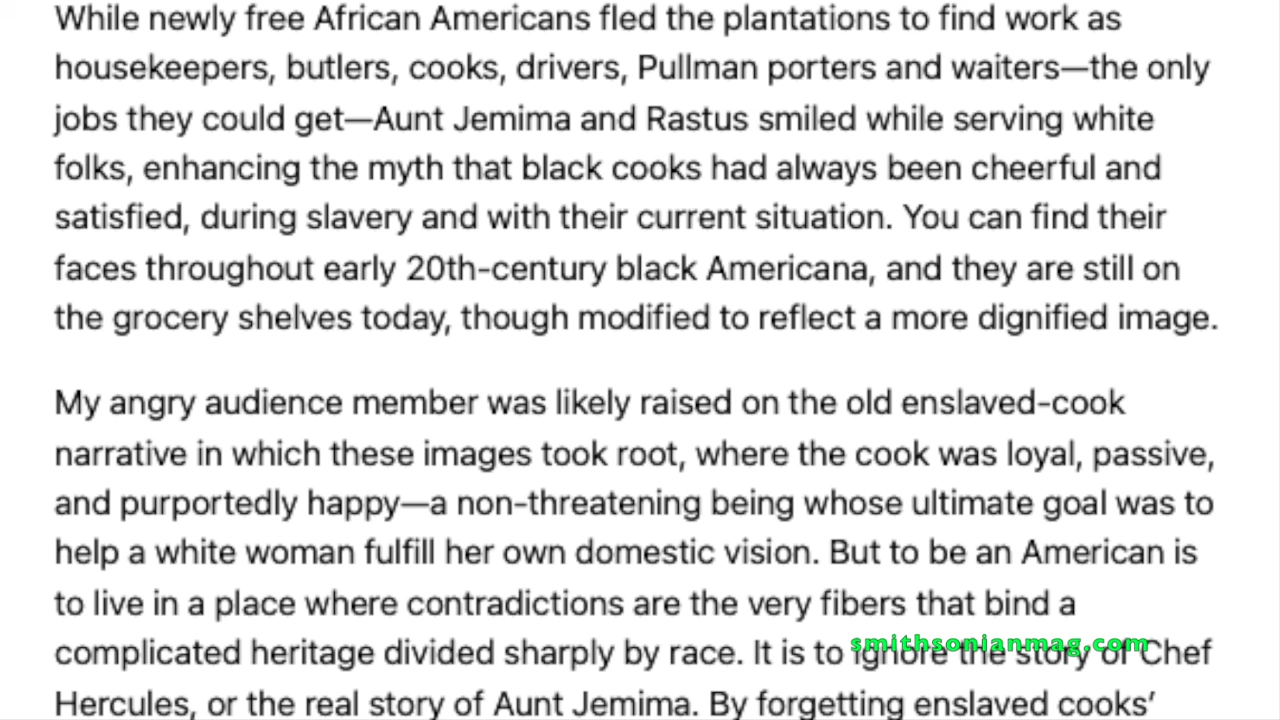 While newly free African Americans fled the plantations to find work as
housekeepers, butlers, cooks, drivers, Pullman porters and waiters—the only
jobs they could get—Aunt Jemima and Rastus smiled while serving white
folks, enhancing the myth that black cooks had always been cheerful and
satisfied, during slavery and with their current situation. You can find their
faces throughout early 20th-century black Americana, and they are still on
the grocery shelves today, though modified to reflect a more dignified image.
My angry audience member was likely raised on the old enslaved-cook
narrative in which these images took root, where the cook was loyal, passive,
and purportedly happy—a non-threatening being whose ultimate goal was to
help a white woman fulfill her own domestic vision. But to be an American is
to live in a place where contradictions are the very fibers that bind a
complicated heritage divided sharply by race. It is to ignore the story of Chef
smithsonianmag.com
Hercules, or the real story of Aunt Jemima. By forgetting enslaved cooks’